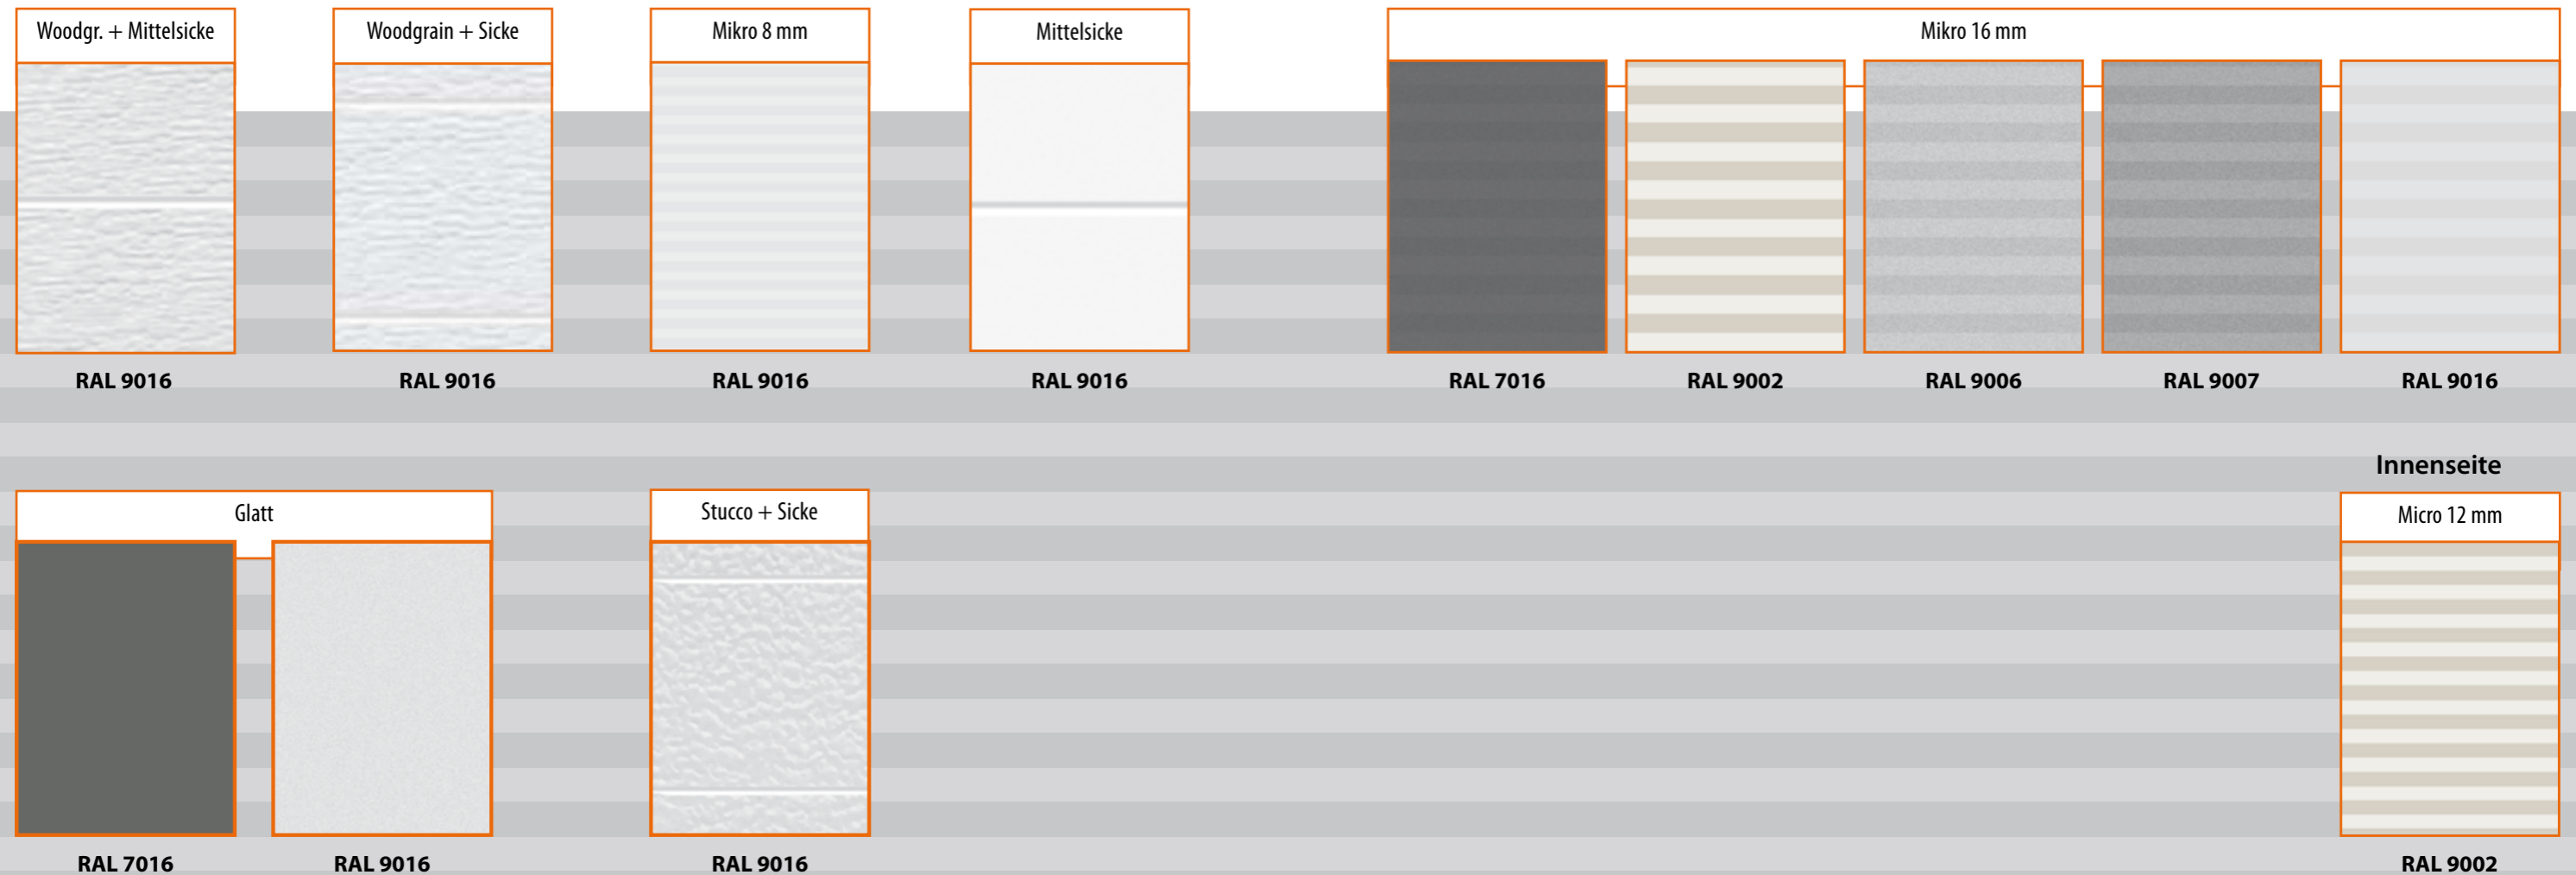 Woodgr. + Mittelsicke
Woodgrain + Sicke
Mikro 8 mm
Mittelsicke
Mikro 16 mm
RAL 9016
RAL 9016
RAL 9016
RAL 9016
RAL 7016
RAL 9002
RAL 9006
RAL 9007
RAL 9016
Innenseite
Glatt
Stucco + Sicke
Micro 12 mm
RAL 7016
RAL 9016
RAL 9016
RAL 9002